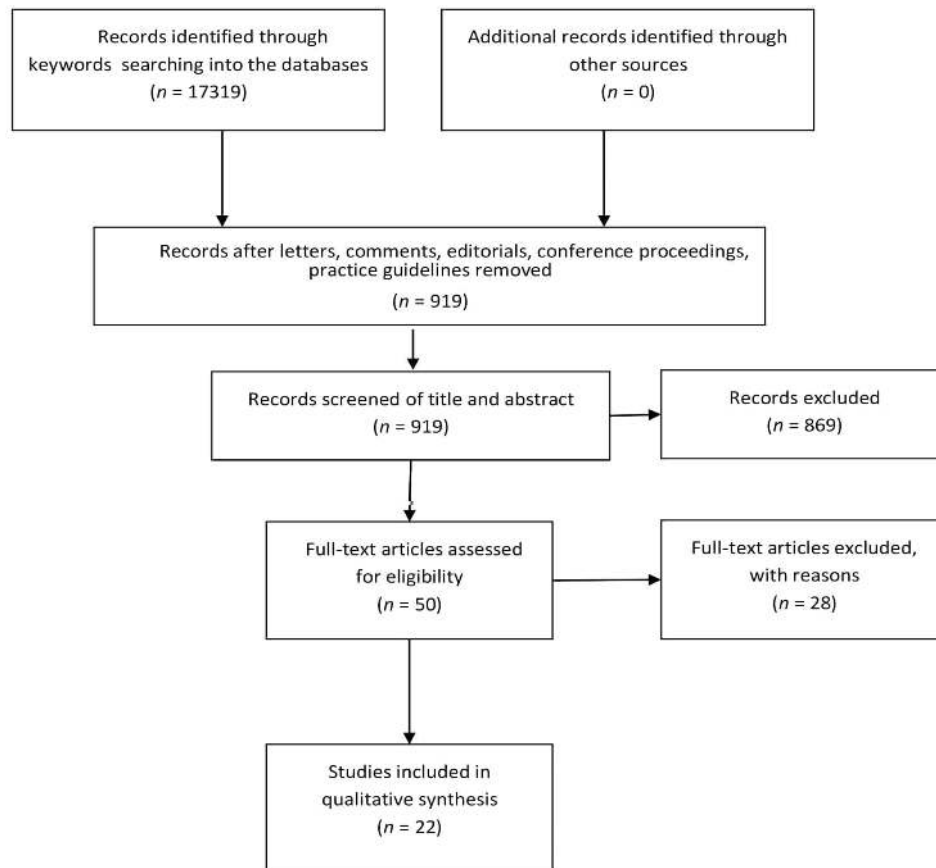 Records identified through
keywords searching into the databases
(n = 17319)
Additional records identified through
other sources
(n = 0)
Records after letters, comments, editorials, conference proceedings,
practice guidelines removed
(n = 919)
Records screened of title and abstract
(n = 919)
Records excluded
(n = 869)
Full-text articles assessed
for eligibility
(n = 50)
Full-text articles excluded,
with reasons
(n = 28)
Studies included in
qualitative synthesis
(n = 22)